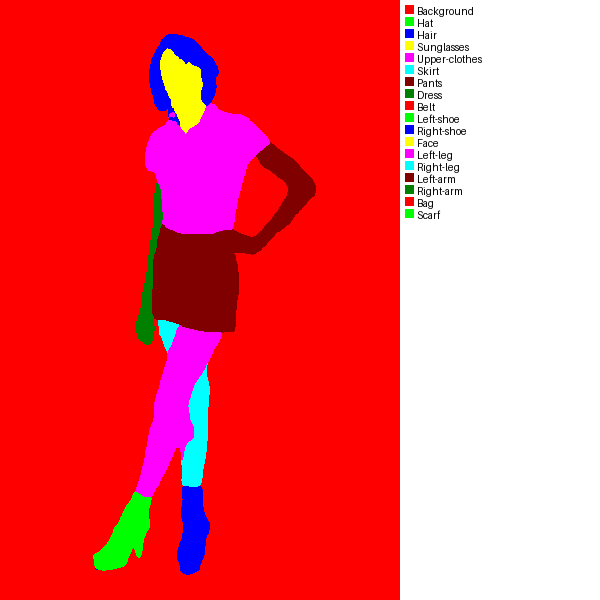 Background
Hat
Hair
Sunglasses
Upper-clothes
Skirt
Pants
Dress
Belt
Left-shoe
Right-shoe
Face
Left-leg
Right-leg
Left-arm
Right-arm
Bag
Scarf